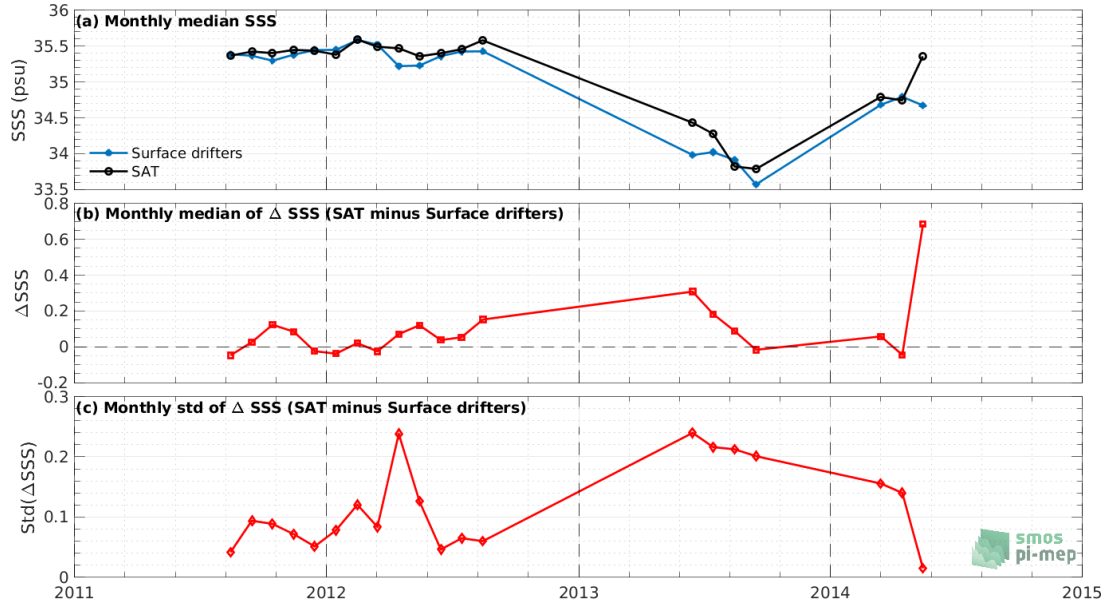 (a) Monthly median SSS
36
35.5
35
34.5
34
33.5
SSS (psu)
Surface drifters
SAT
(b) Monthly median of Δ SSS (SAT minus Surface drifters)
0.8
0.6
0.4
0.2
0
-0.2
ΔSSS
(c) Monthly std of Δ SSS (SAT minus Surface drifters)
0.3
0.2
0.1
0
Std(ΔSSS)
2011
2012
2013
2014
2015
smos
pi-mep